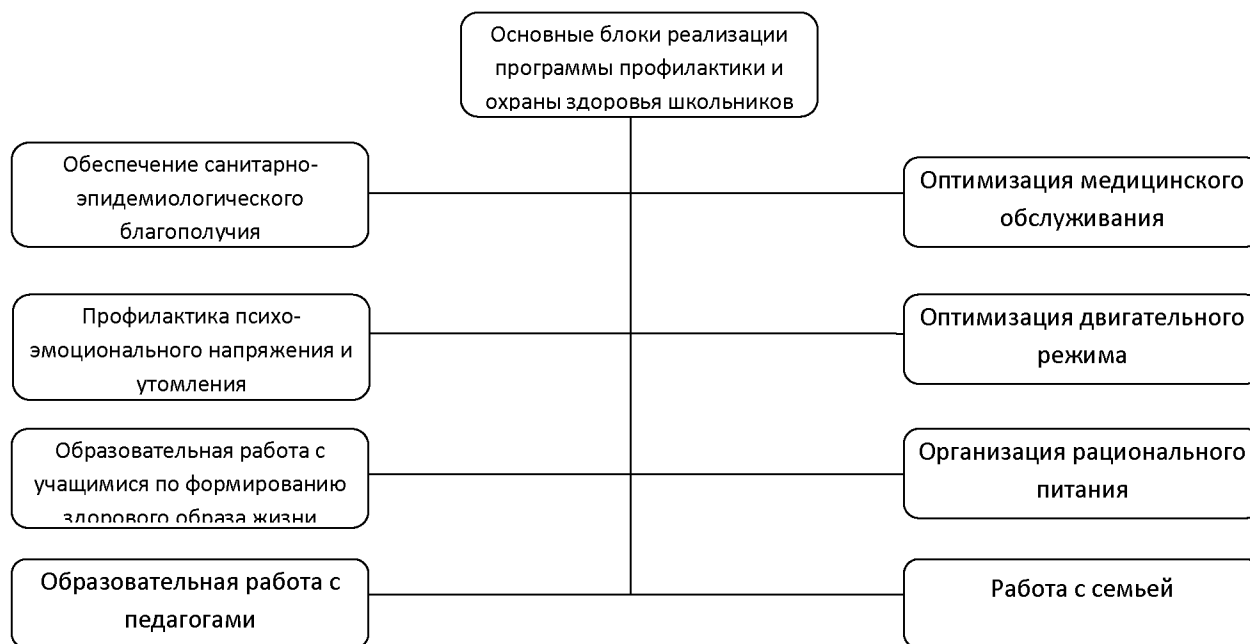 Основные блоки реализации
программы профилактики и
охраны здоровья школьников
Обеспечение санитарно-
эпидемиологического
благополучия
Оптимизация медицинского
обслуживания
Профилактика психо-
эмоционального напряжения и
утомления
Оптимизация двигательного
режима
Образовательная работа с
учащимися по формированию
здорового образа жизни
Организация рационального
питания
Образовательная работа с
педагогами
Работа с семьей